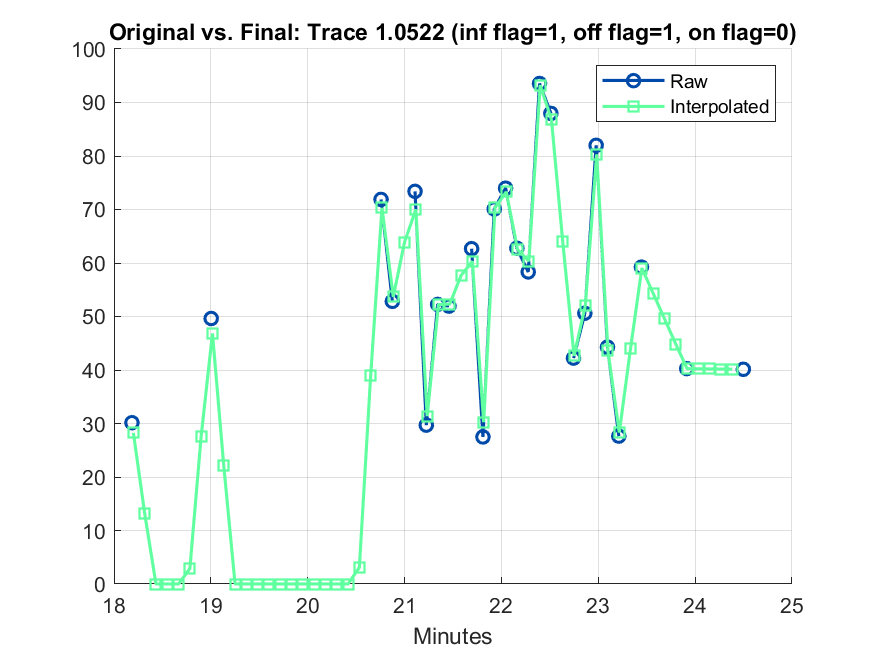 Original vs. Final: Trace 1.0522 (inf flag=1, off flag=1, on flag=0)
100
90
80
70
60
50
40
30
20
10
0
Raw
Interpolated
18 19 20 21 22 23 24 25
Minutes